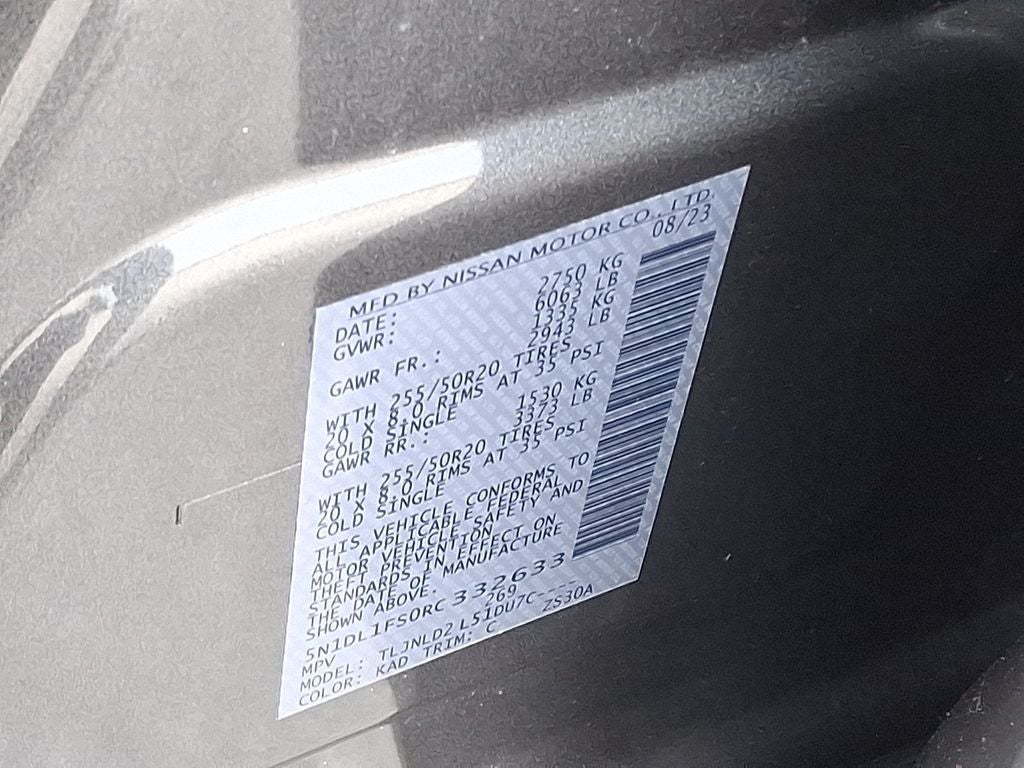 MFD BY NISSAN MOTOR CO., LTD.
DATE: 08/23
GVWR: 2750 KG
6063 LB
GAWR FR.: 1335 KG
2943 LB
WITH 255/50R20 TIRES
20 X 8.0 RIMS AT 35 PSI
COLD SINGLE
GAWR RR.: 1530 KG
3373 LB
WITH 255/50R20 TIRES
20 X 8.0 RIMS AT 35 PSI
COLD SINGLE
THIS VEHICLE CONFORMS TO
ALL APPLICABLE FEDERAL
MOTOR VEHICLE SAFETY AND
THEFT PREVENTION
STANDARDS IN EFFECT ON
THE DATE OF MANUFACTURE
SHOWN ABOVE.
5N1DL1FS0RC332633
MPV 269
MODEL: TLJNLD2 L51DU7C----
COLOR: KAD TRIM: C ZS30A